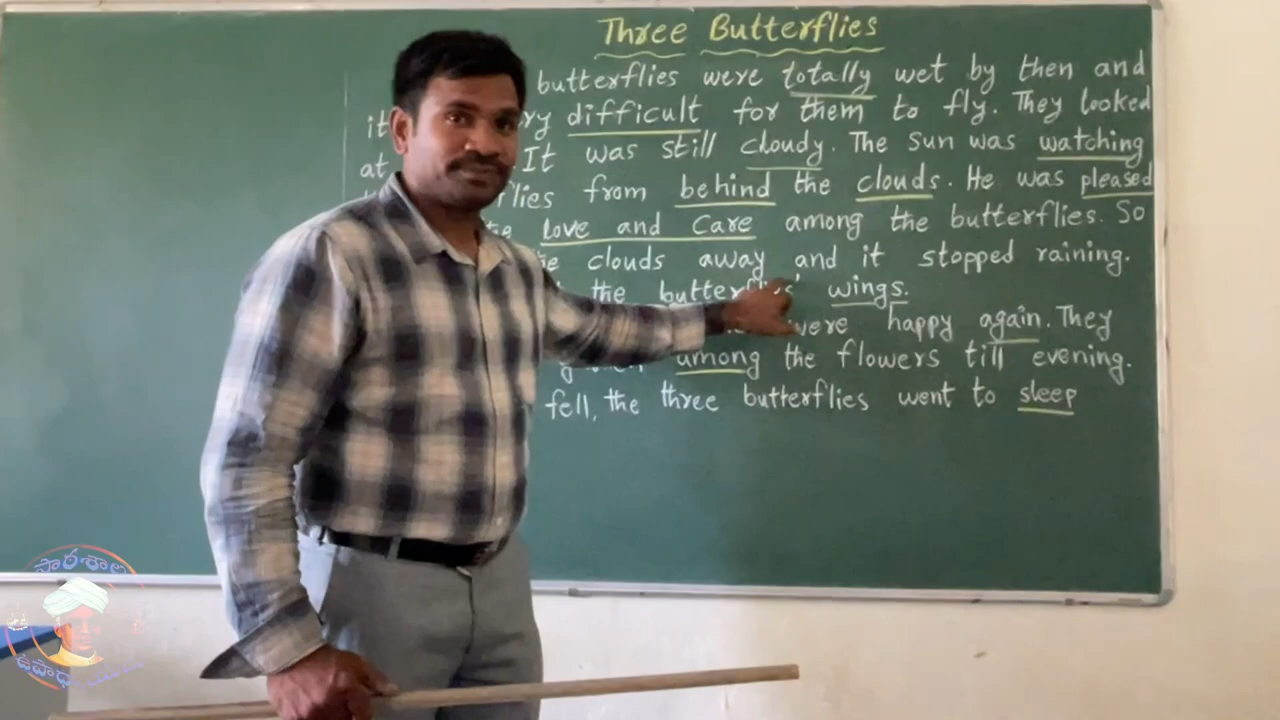 Three Butterflies
butterflies were totally wet by then and
it difficult for them to fly. They looked
at It was still cloudy. The Sun was watching
from behind the clouds. He was pleased
love and Care among the butterflies. So
clouds away and it stopped raining.
the butterflies' wings.
were happy again. They
among the flowers till evening.
fell, the three butterflies went to sleep
పాఠశాల